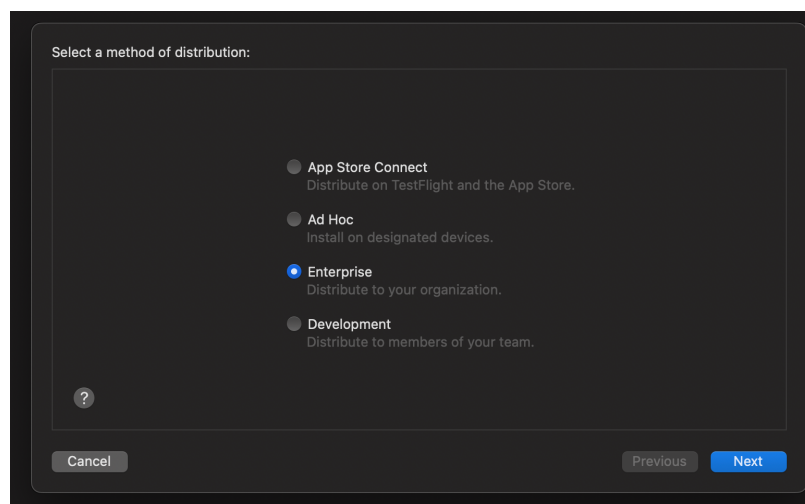 Select a method of distribution:
App Store Connect
Distribute on TestFlight and the App Store.
Ad Hoc
Install on designated devices.
Enterprise
Distribute to your organization.
Development
Distribute to members of your team.
?
Cancel
Previous
Next